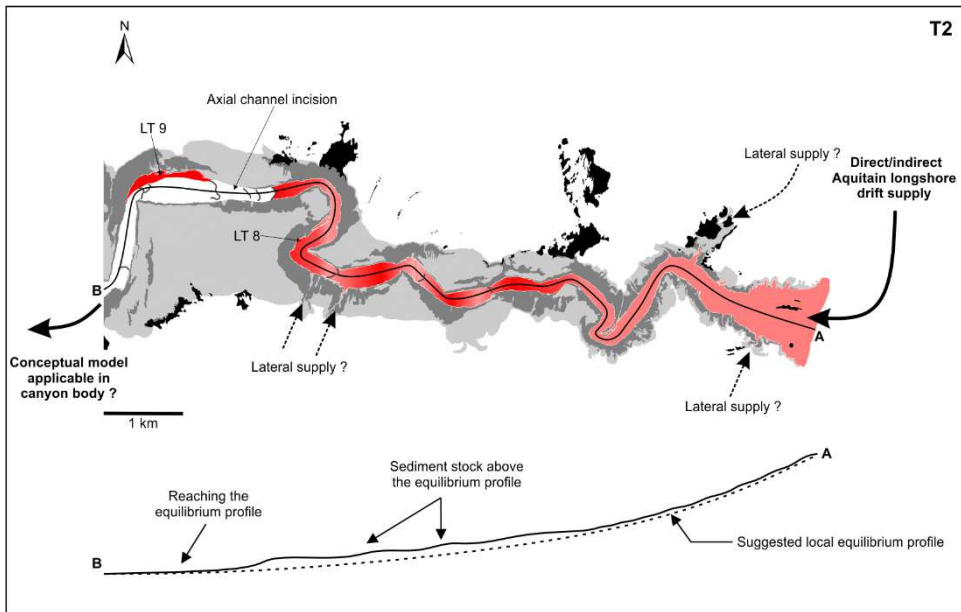 T2
N
Axial channel incision
LT 9
Lateral supply ?
Direct/indirect
Aquitain longshore
drift supply
LT 8
B
A
Lateral supply ?
Conceptual model
applicable in
canyon body ?
Lateral supply ?
1 km
A
Sediment stock above
the equilibrium profile
Reaching the
equilibrium profile
Suggested local equilibrium profile
B